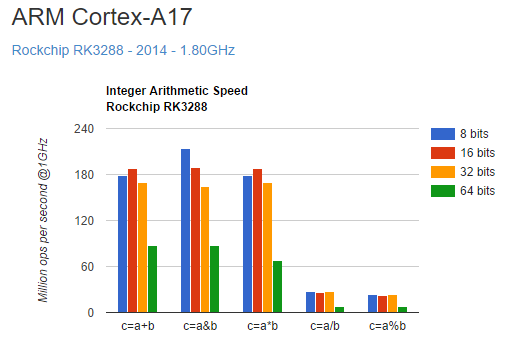 ARM Cortex-A17
Rockchip RK3288 - 2014 - 1.80GHz
Integer Arithmetic Speed
Rockchip RK3288
Million ops per second @1GHz
240
180
120
60
0
c=a+b
c=a&b
c=a*b
c=a/b
c=a%b
8 bits
16 bits
32 bits
64 bits